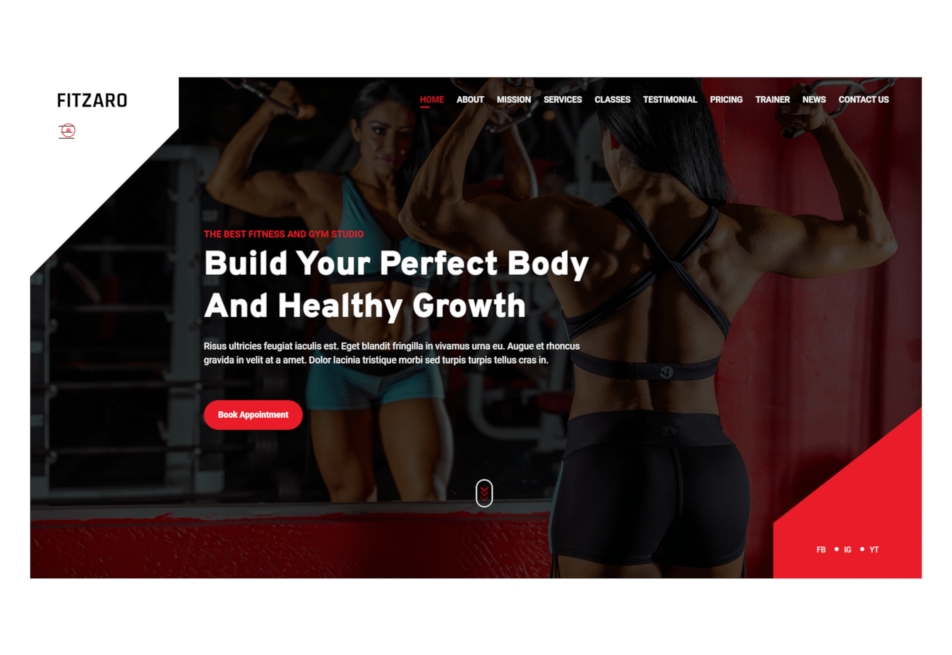 FITZARO
HOME ABOUT MISSION SERVICES CLASSES TESTIMONIAL PRICING TRAINER NEWS CONTACT US
THE BEST FITNESS AND GYM STUDIO
Build Your Perfect Body
And Healthy Growth
Risus ultricies feugiat iaculis est. Eget blandit fringilla in vivamus urna eu. Augue et rhoncus
gravida in velit at a amet. Dolor lacinia tristique morbi sed turpis turpis tellus cras in.
Book Appointment
FB • IG • YT